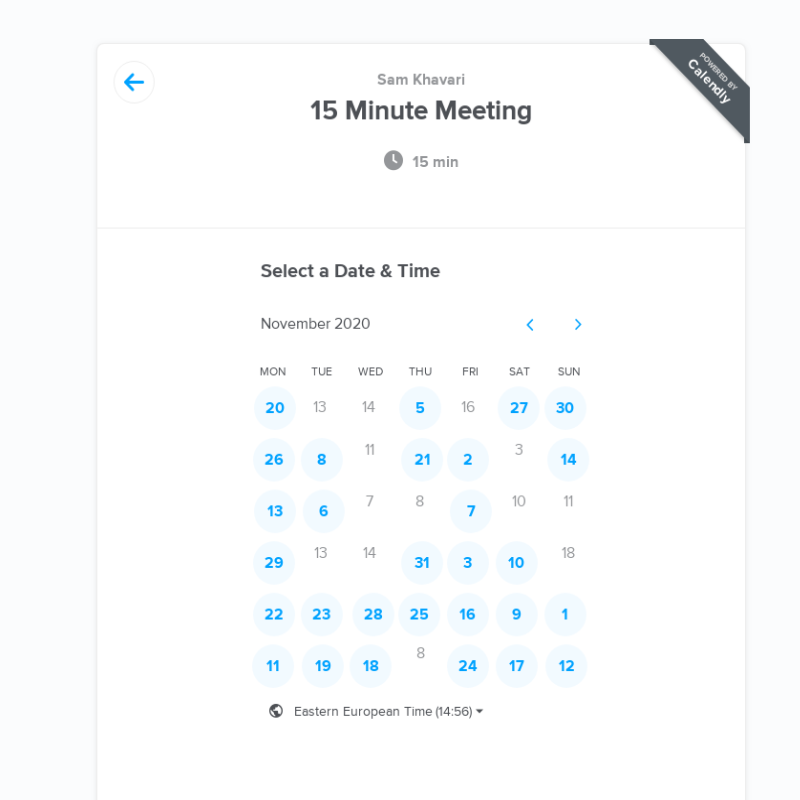 POWERED BY
Calendly
Sam Khavari
15 Minute Meeting
15 min
Select a Date & Time
November 2020
MON TUE WED THU FRI SAT SUN
20 13 14 5 16 27 30
26 8 11 21 2 3 14
13 6 7 8 7 10 11
29 13 14 31 3 10 18
22 23 28 25 16 9 1
11 19 18 8 24 17 12
Eastern European Time (14:56)